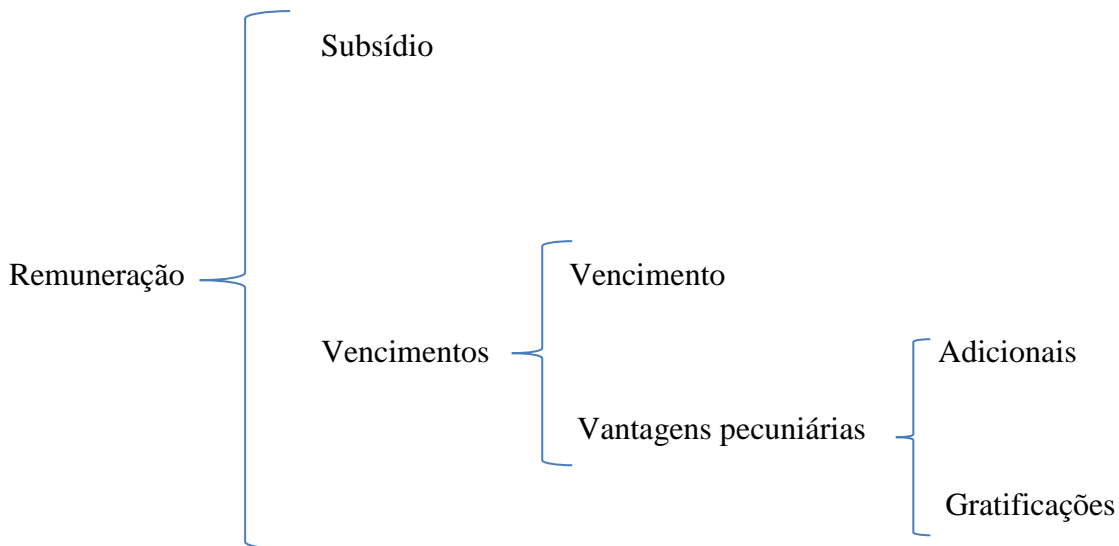 Subsídio
Remuneração
Vencimento
Vencimentos
Adicionais
Vantagens pecuniárias
Gratificações